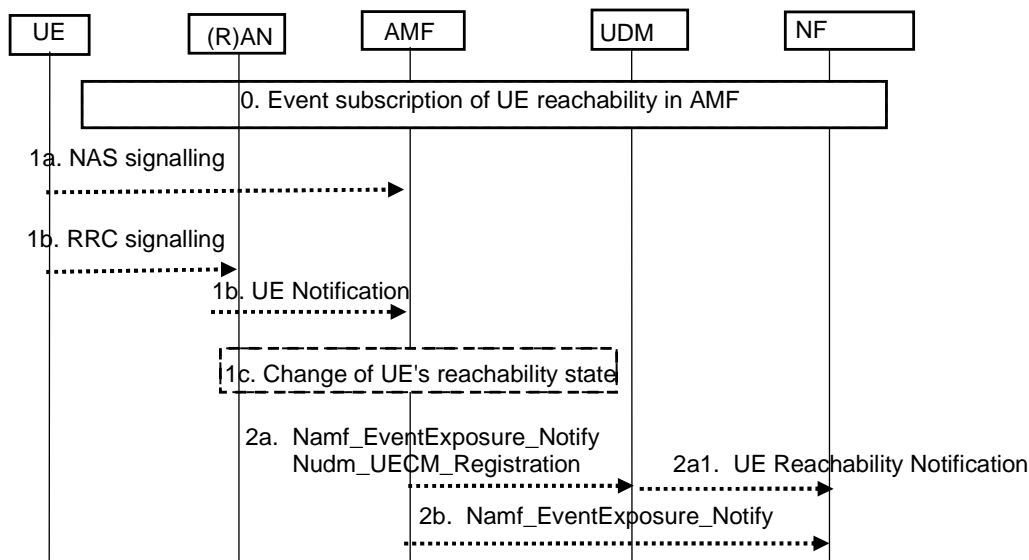 UE
(R)AN
AMF
UDM
NF
0. Event subscription of UE reachability in AMF
1a. NAS signalling
1b. RRC signalling
1b. UE Notification
1c. Change of UE's reachability state
2a. Namf_EventExposure_Notify
Nudm_UECM_Registration
2a1. UE Reachability Notification
2b. Namf_EventExposure_Notify